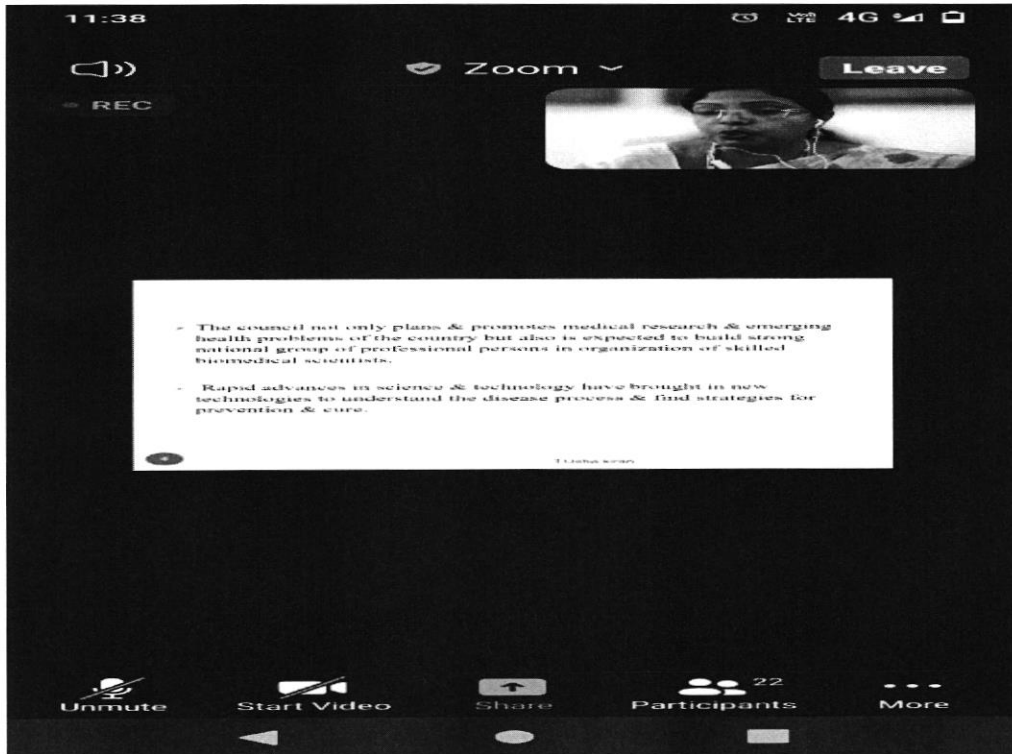 11:38
VoO LTE 4G
Zoom
Leave
REC
- The council not only plans & promotes medical research & emerging
health problems of the country but also is expected to build strong
national group of professional persons in organization of skilled
biomedical scientists.
- Rapid advances in science & technology have brought in new
technologies to understand the disease process & find strategies for
prevention & cure.
Unmute
Start Video
Share
Participants
22
More